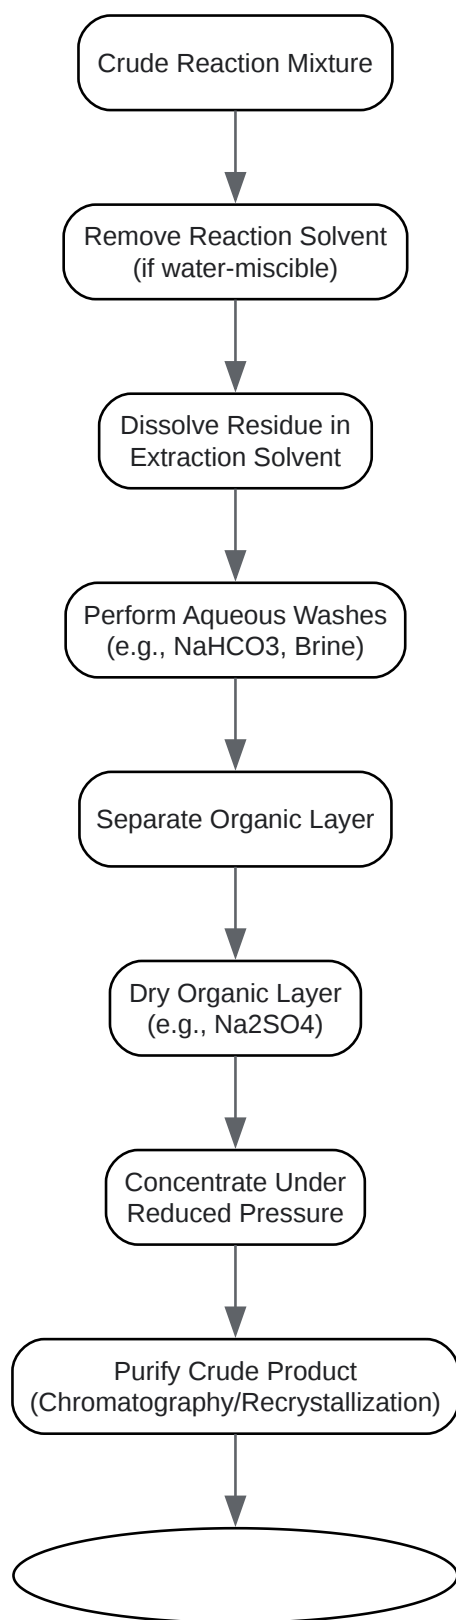 Crude Reaction Mixture
Remove Reaction Solvent
(if water-miscible)
Dissolve Residue in
Extraction Solvent
Perform Aqueous Washes
(e.g., NaHCO3, Brine)
Separate Organic Layer
Dry Organic Layer
(e.g., Na2SO4)
Concentrate Under
Reduced Pressure
Purify Crude Product
(Chromatography/Recrystallization)